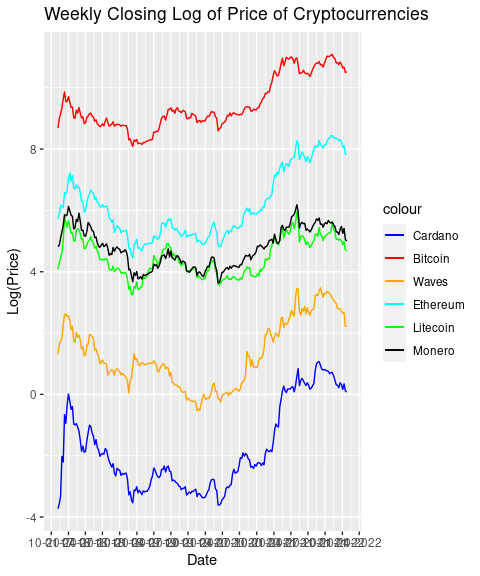 Weekly Closing Log of Price of Cryptocurrencies
Log(Price)
8
4
0
-4
Date
colour
Cardano
Bitcoin
Waves
Ethereum
Litecoin
Monero